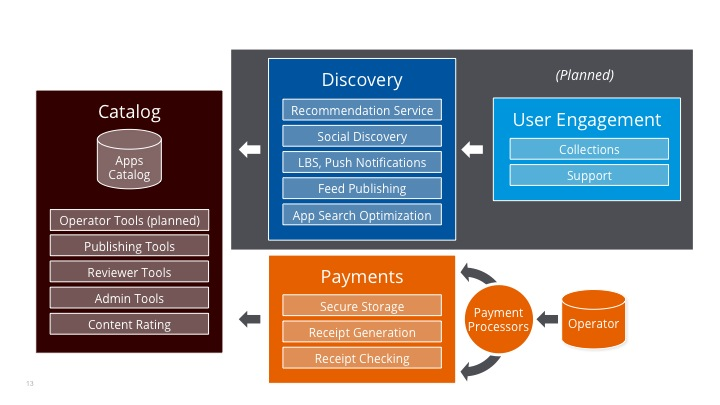 Catalog
Apps
Catalog
Operator Tools (planned)
Publishing Tools
Reviewer Tools
Admin Tools
Content Rating
Discovery
Recommendation Service
Social Discovery
LBS, Push Notifications
Feed Publishing
App Search Optimization
(Planned)
User Engagement
Collections
Support
Payments
Secure Storage
Receipt Generation
Receipt Checking
Payment
Processors
Operator
13